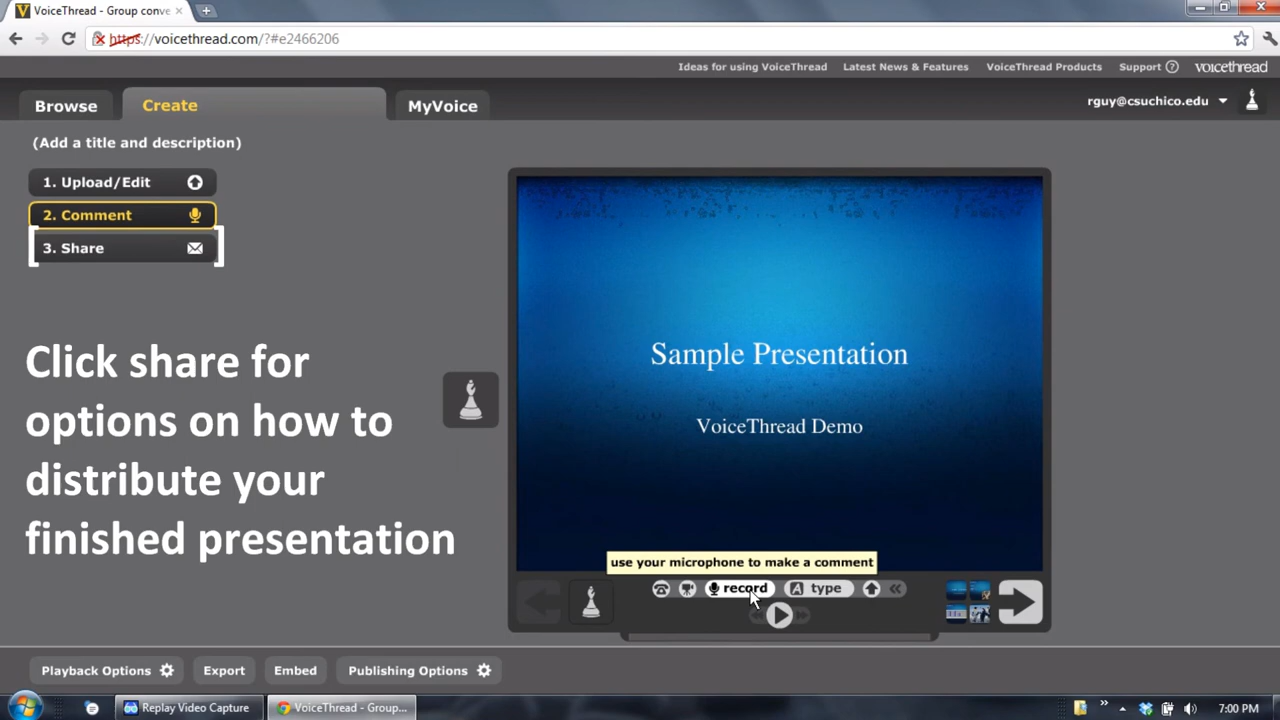 VoiceThread - Group conve
https://voicethread.com/?#e2466206
Ideas for using VoiceThread Latest News & Features VoiceThread Products Support ? voicethread
Browse Create MyVoice rguy@csuchico.edu
(Add a title and description)
1. Upload/Edit
2. Comment
3. Share
Click share for
options on how to
distribute your
finished presentation
Sample Presentation
VoiceThread Demo
use your microphone to make a comment
record A type
Playback Options Export Embed Publishing Options
Replay Video Capture VoiceThread - Group... 7:00 PM